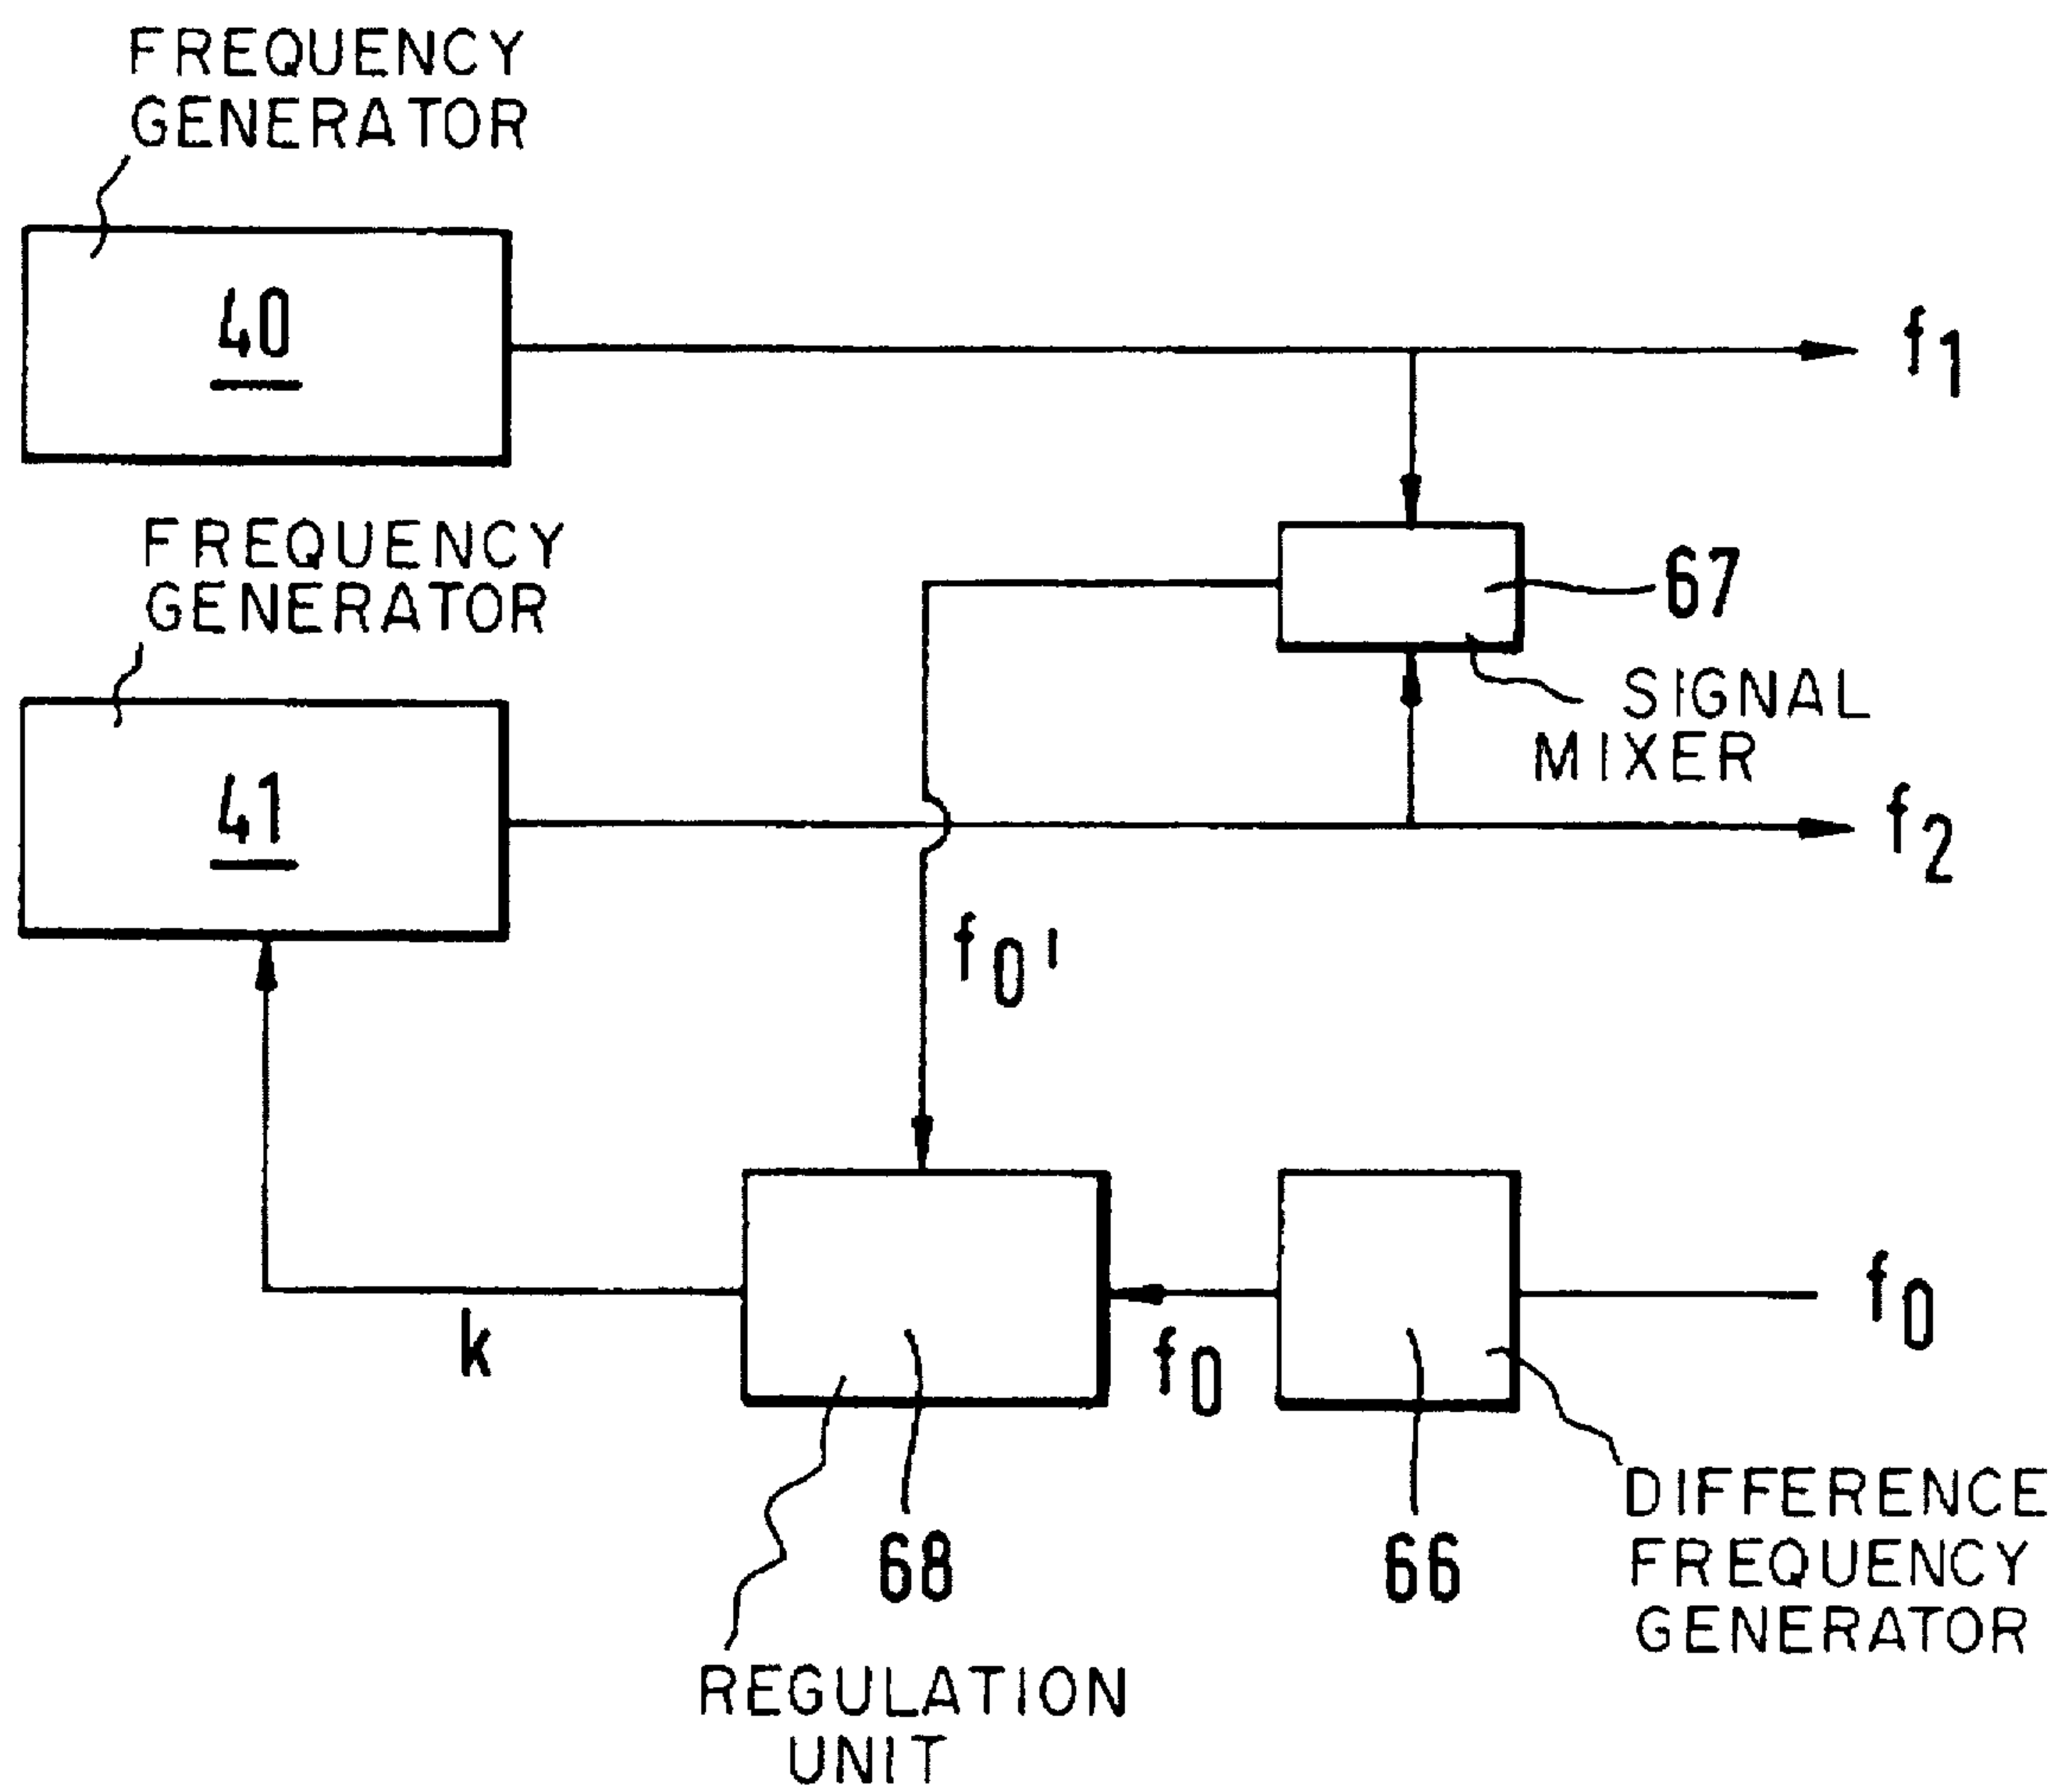 FREQUENCY
GENERATOR
40
f1
FREQUENCY
GENERATOR
67
SIGNAL
MIXER
41
f2
f0'
k
f0
f0
68
66
DIFFERENCE
FREQUENCY
GENERATOR
REGULATION
UNIT